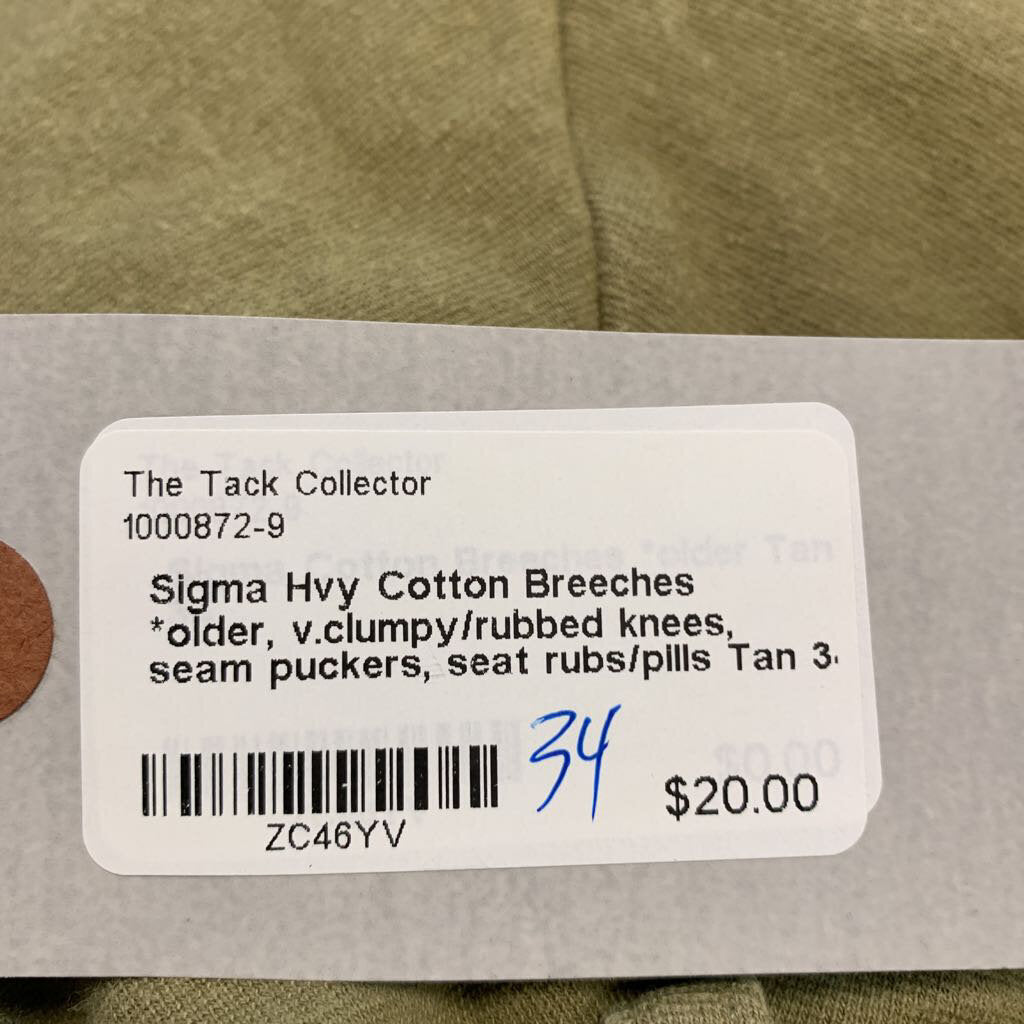 The Tack Collector
1000872-9
Sigma Hvy Cotton Breeches
*older, v.clumpy/rubbed knees,
seam puckers, seat rubs/pills Tan 3
34
$20.00
ZC46YV